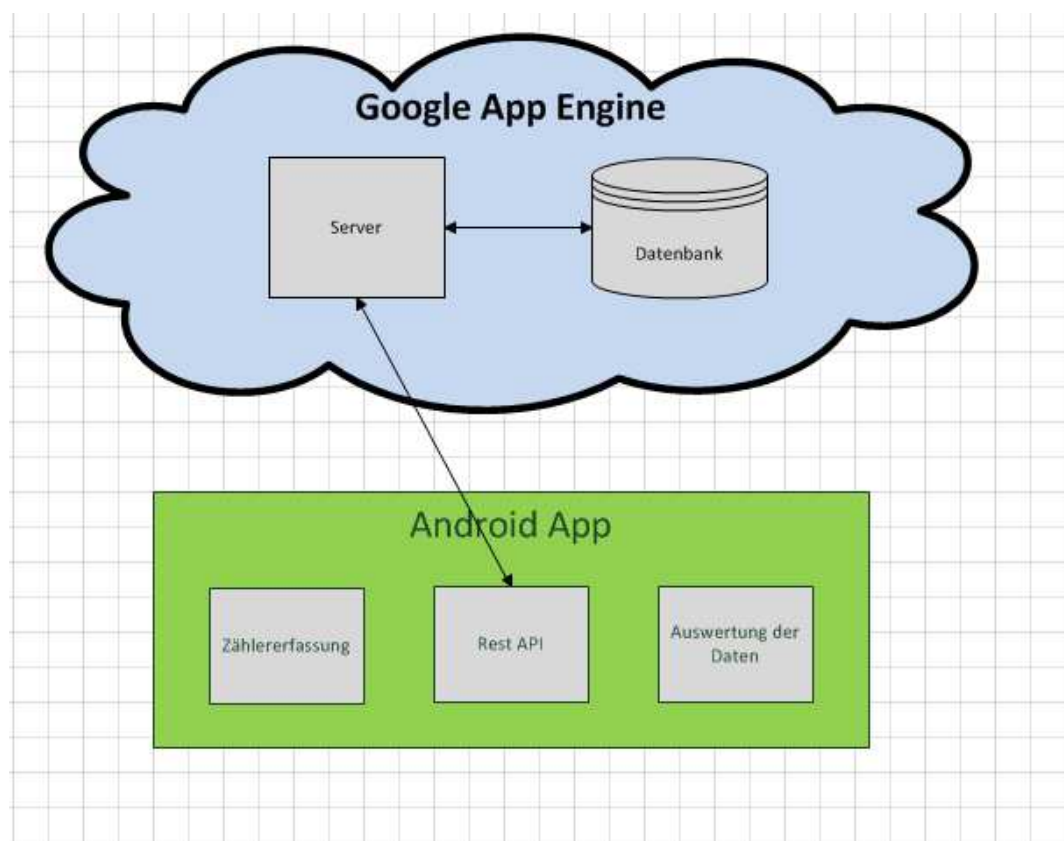 Google App Engine
Server
Datenbank
Android App
Zählererfassung
Rest API
Auswertung der
Daten